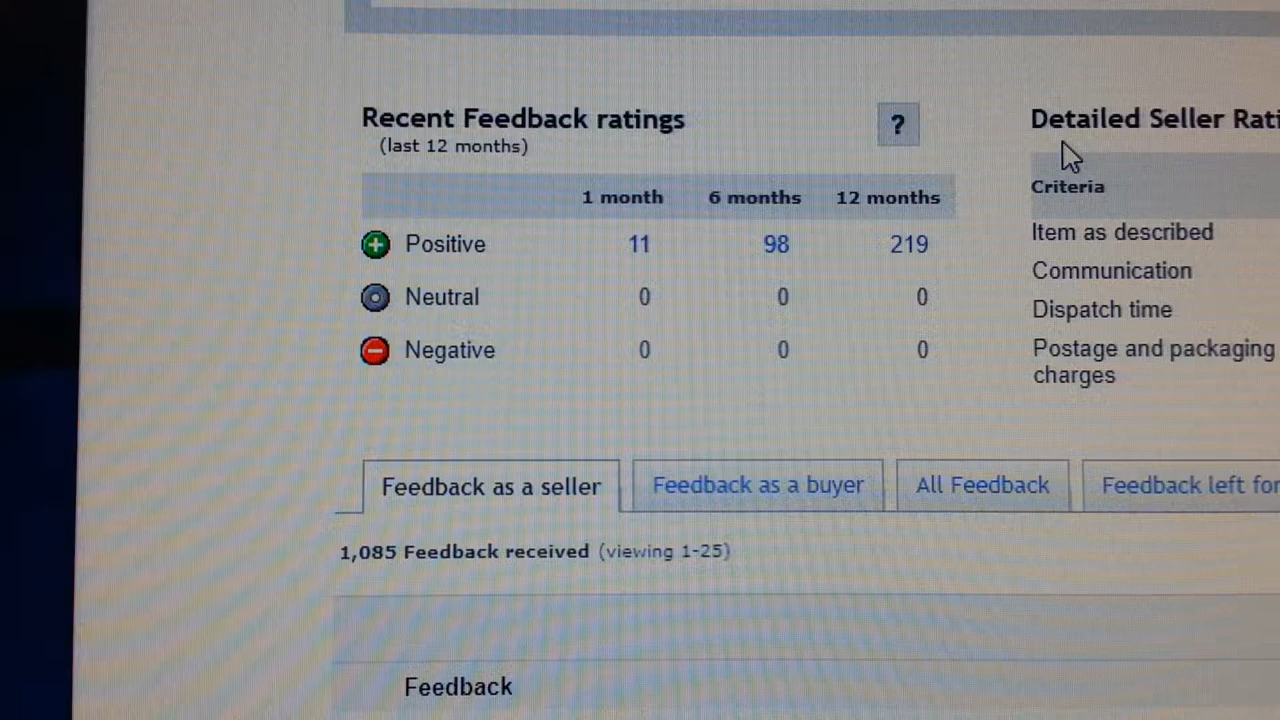 Recent Feedback ratings
(last 12 months)
?
1 month 6 months 12 months
Positive 11 98 219
Neutral 0 0 0
Negative 0 0 0
Detailed Seller Rati
Criteria
Item as described
Communication
Dispatch time
Postage and packaging
charges
Feedback as a seller Feedback as a buyer All Feedback Feedback left for
1,085 Feedback received (viewing 1-25)
Feedback